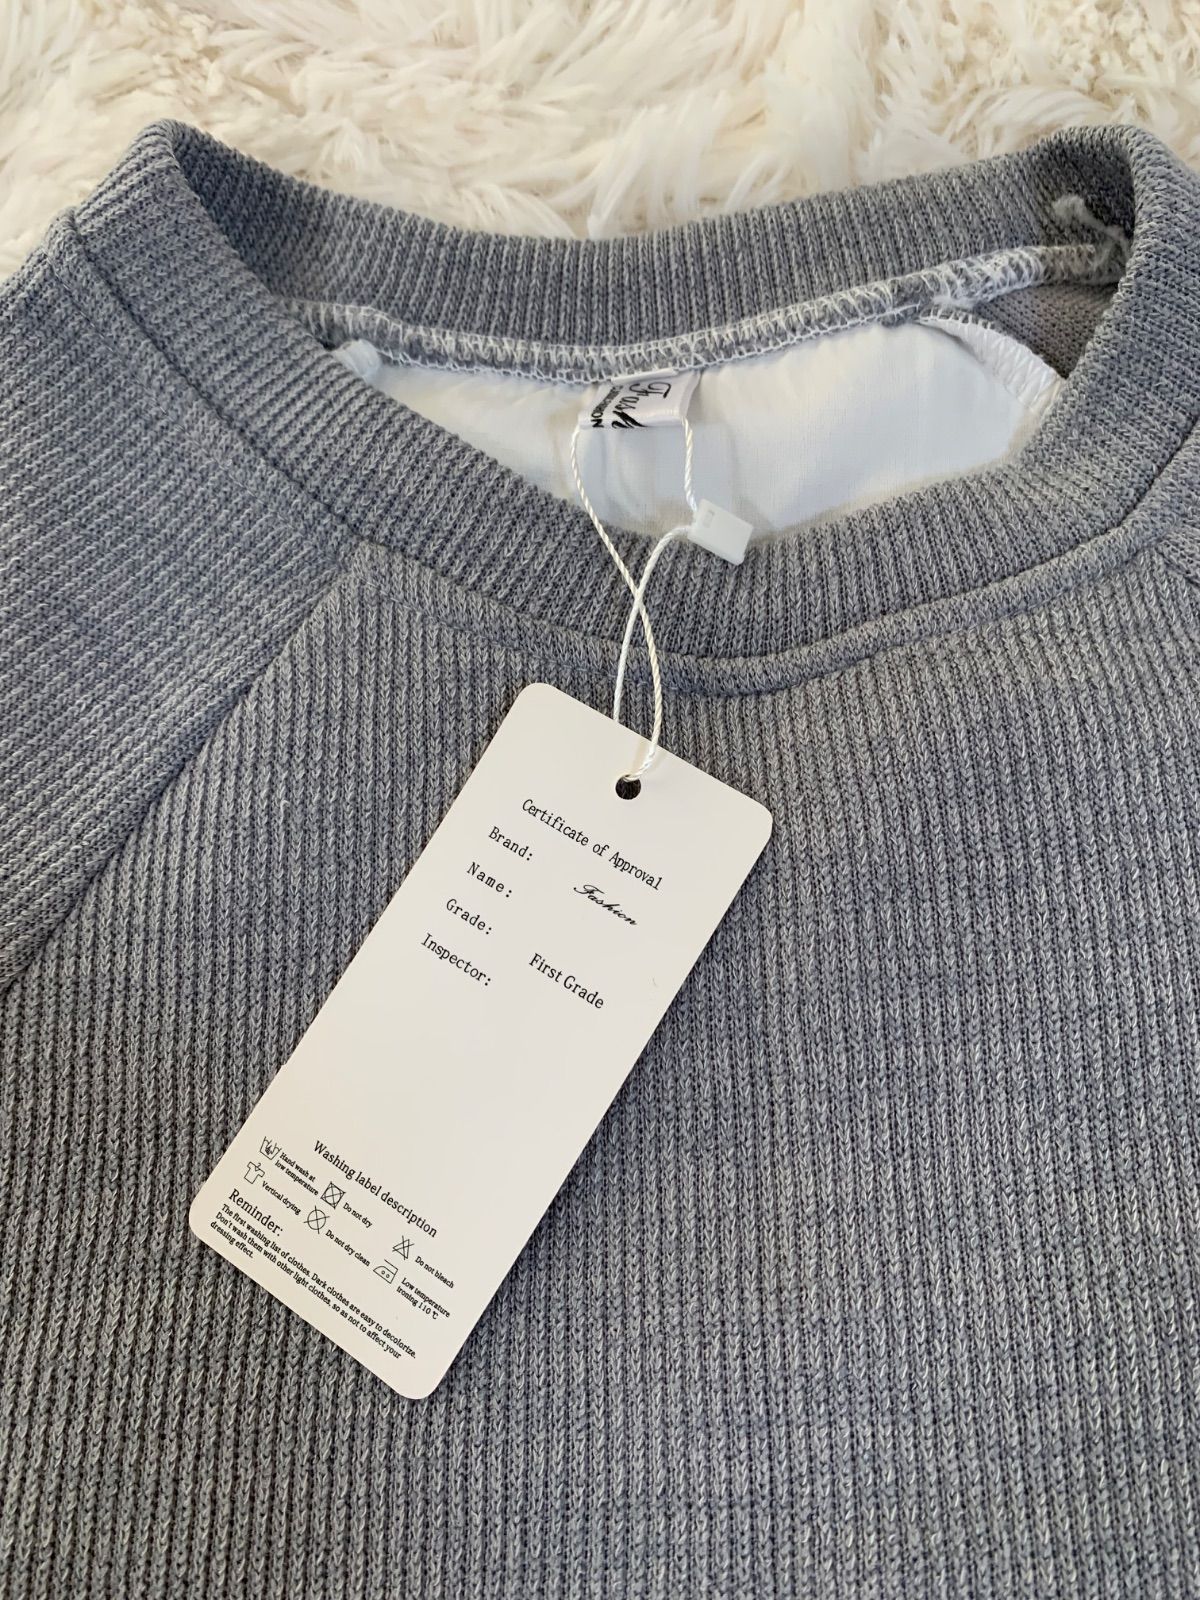 Fash
FASHION
Certificate of Approval
Brand:
Fashion
Name:
Grade:
First Grade
Inspector:
Washing label description
Hand wash at
low temperature
Do not dry
Do not bleach
Vertical drying
Do not dry clean
Low temperature
ironing 110℃
Reminder:
The first washing list of clothes. Dark clothes are easy to decolorize.
Don't wash them with other light clothes, so as not to affect your
dressing effect.